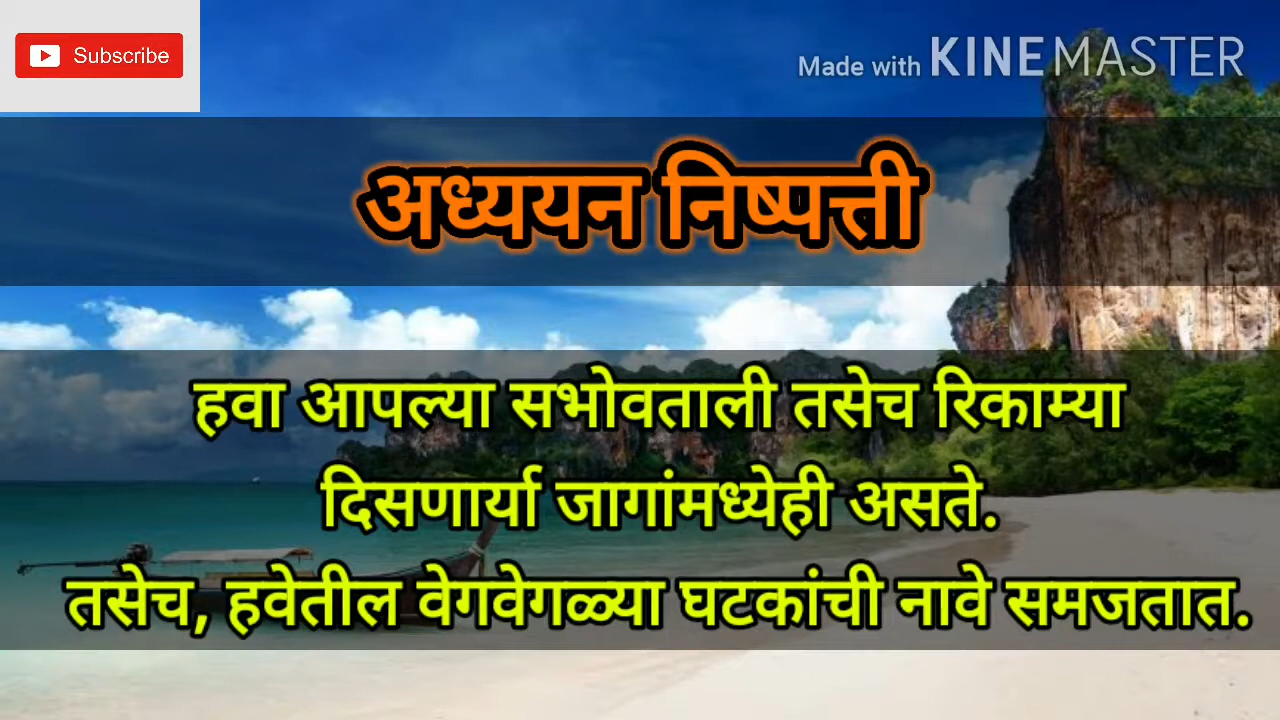 Subscribe
Made with KINEMASTER
अध्ययन निष्पत्ती
हवा आपल्या सभोवताली तसेच रिकाम्या
दिसणार्या जागांमध्येही असते.
तसेच, हवेतील वेगवेगळ्या घटकांची नावे समजतात.